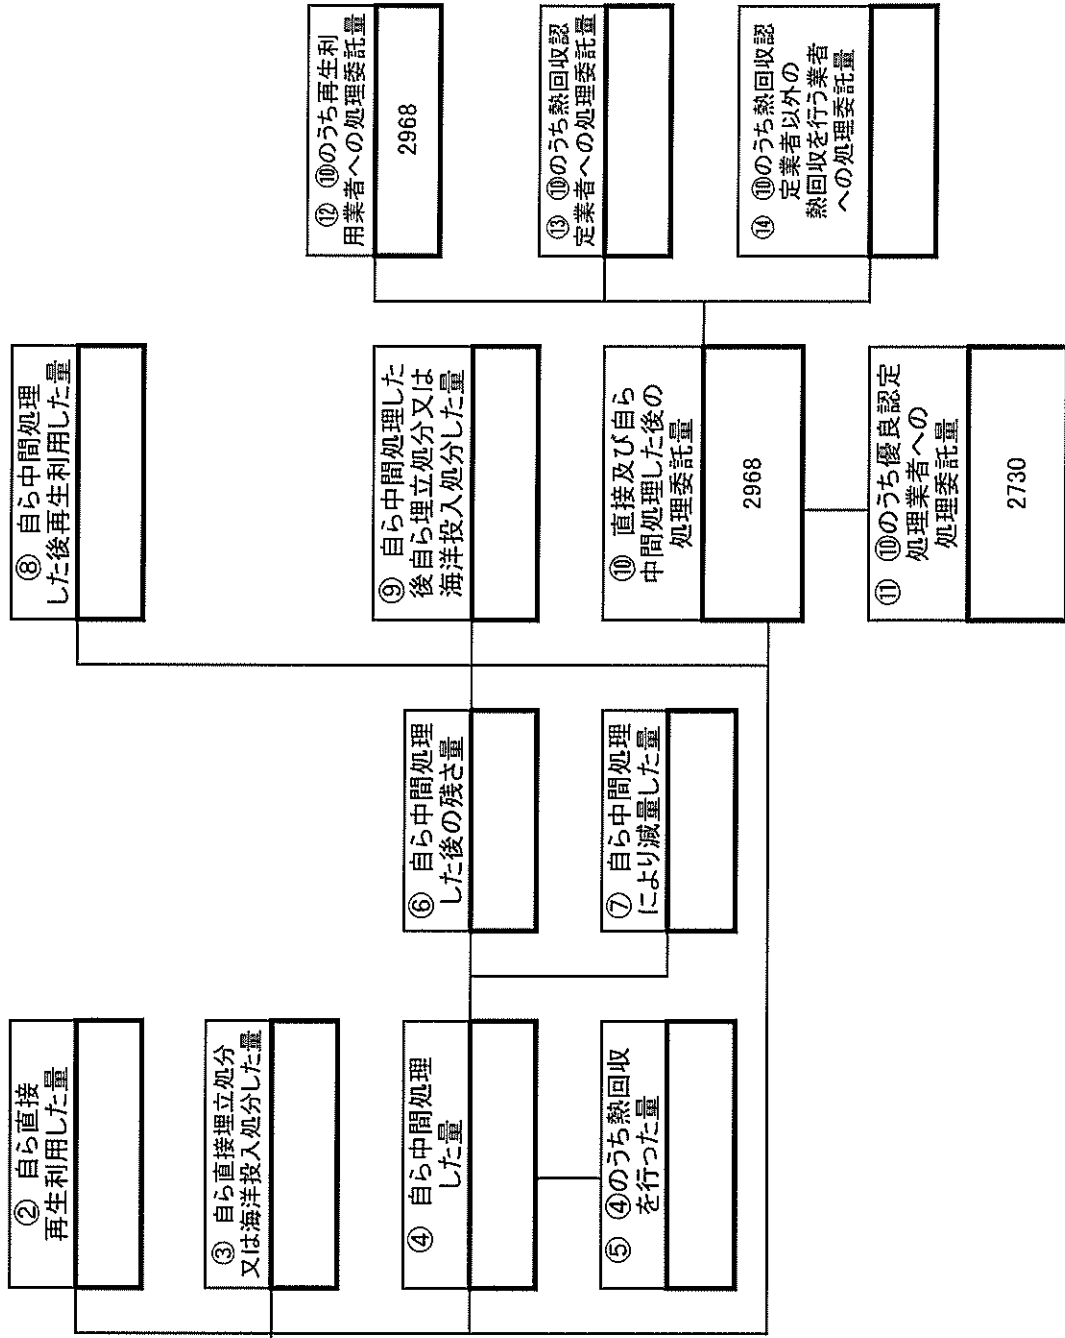 ② 自ら直接
再生利用した量
③ 自ら直接埋立処分
又は海洋投入処分した量
④ 自ら中間処理
した量
⑤ ④のうち熱回収
を行った量
⑥ 自ら中間処理
した後の残さ量
⑦ 自ら中間処理
により減量した量
⑧ 自ら中間処理
した後再生利用した量
⑨ 自ら中間処理した
後自ら埋立処分又は
海洋投入処分した量
⑩ 直接及び自ら
中間処理した後の
処理委託量
2968
⑪ ⑩のうち優良認定
処理業者への
処理委託量
2730
⑫ ⑩のうち再生利
用業者への処理委託量
2968
⑬ ⑩のうち熱回収認
定業者への処理委託量
⑭ ⑩のうち熱回収認
定業者以外の
熱回収を行う業者
への処理委託量